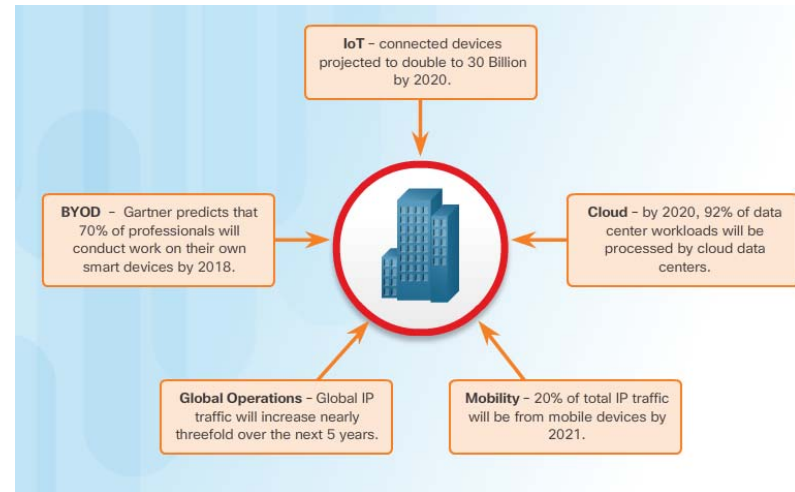 IoT – connected devices
projected to double to 30 Billion
by 2020.
BYOD – Gartner predicts that
70% of professionals will
conduct work on their own
smart devices by 2018.
Cloud – by 2020, 92% of data
center workloads will be
processed by cloud data
centers.
Global Operations – Global IP
traffic will increase nearly
threefold over the next 5 years.
Mobility – 20% of total IP traffic
will be from mobile devices by
2021.